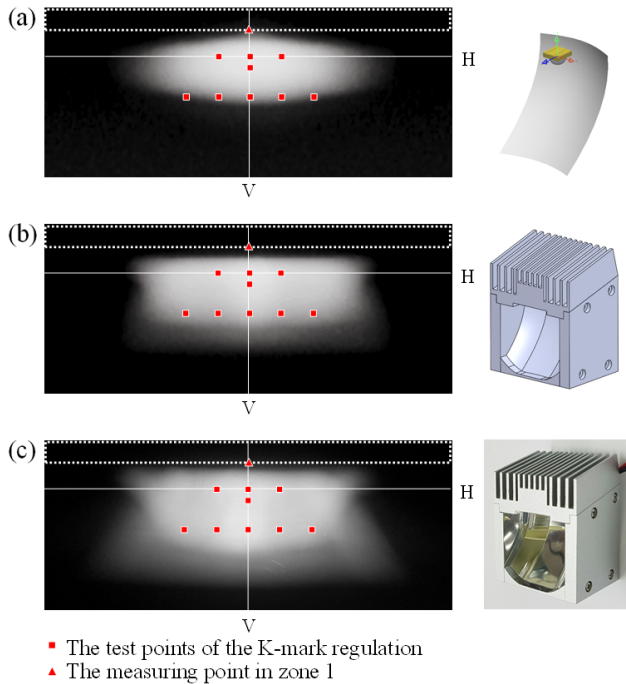 (a)
H
V
(b)
H
V
(c)
H
V
The test points of the K-mark regulation
The measuring point in zone 1